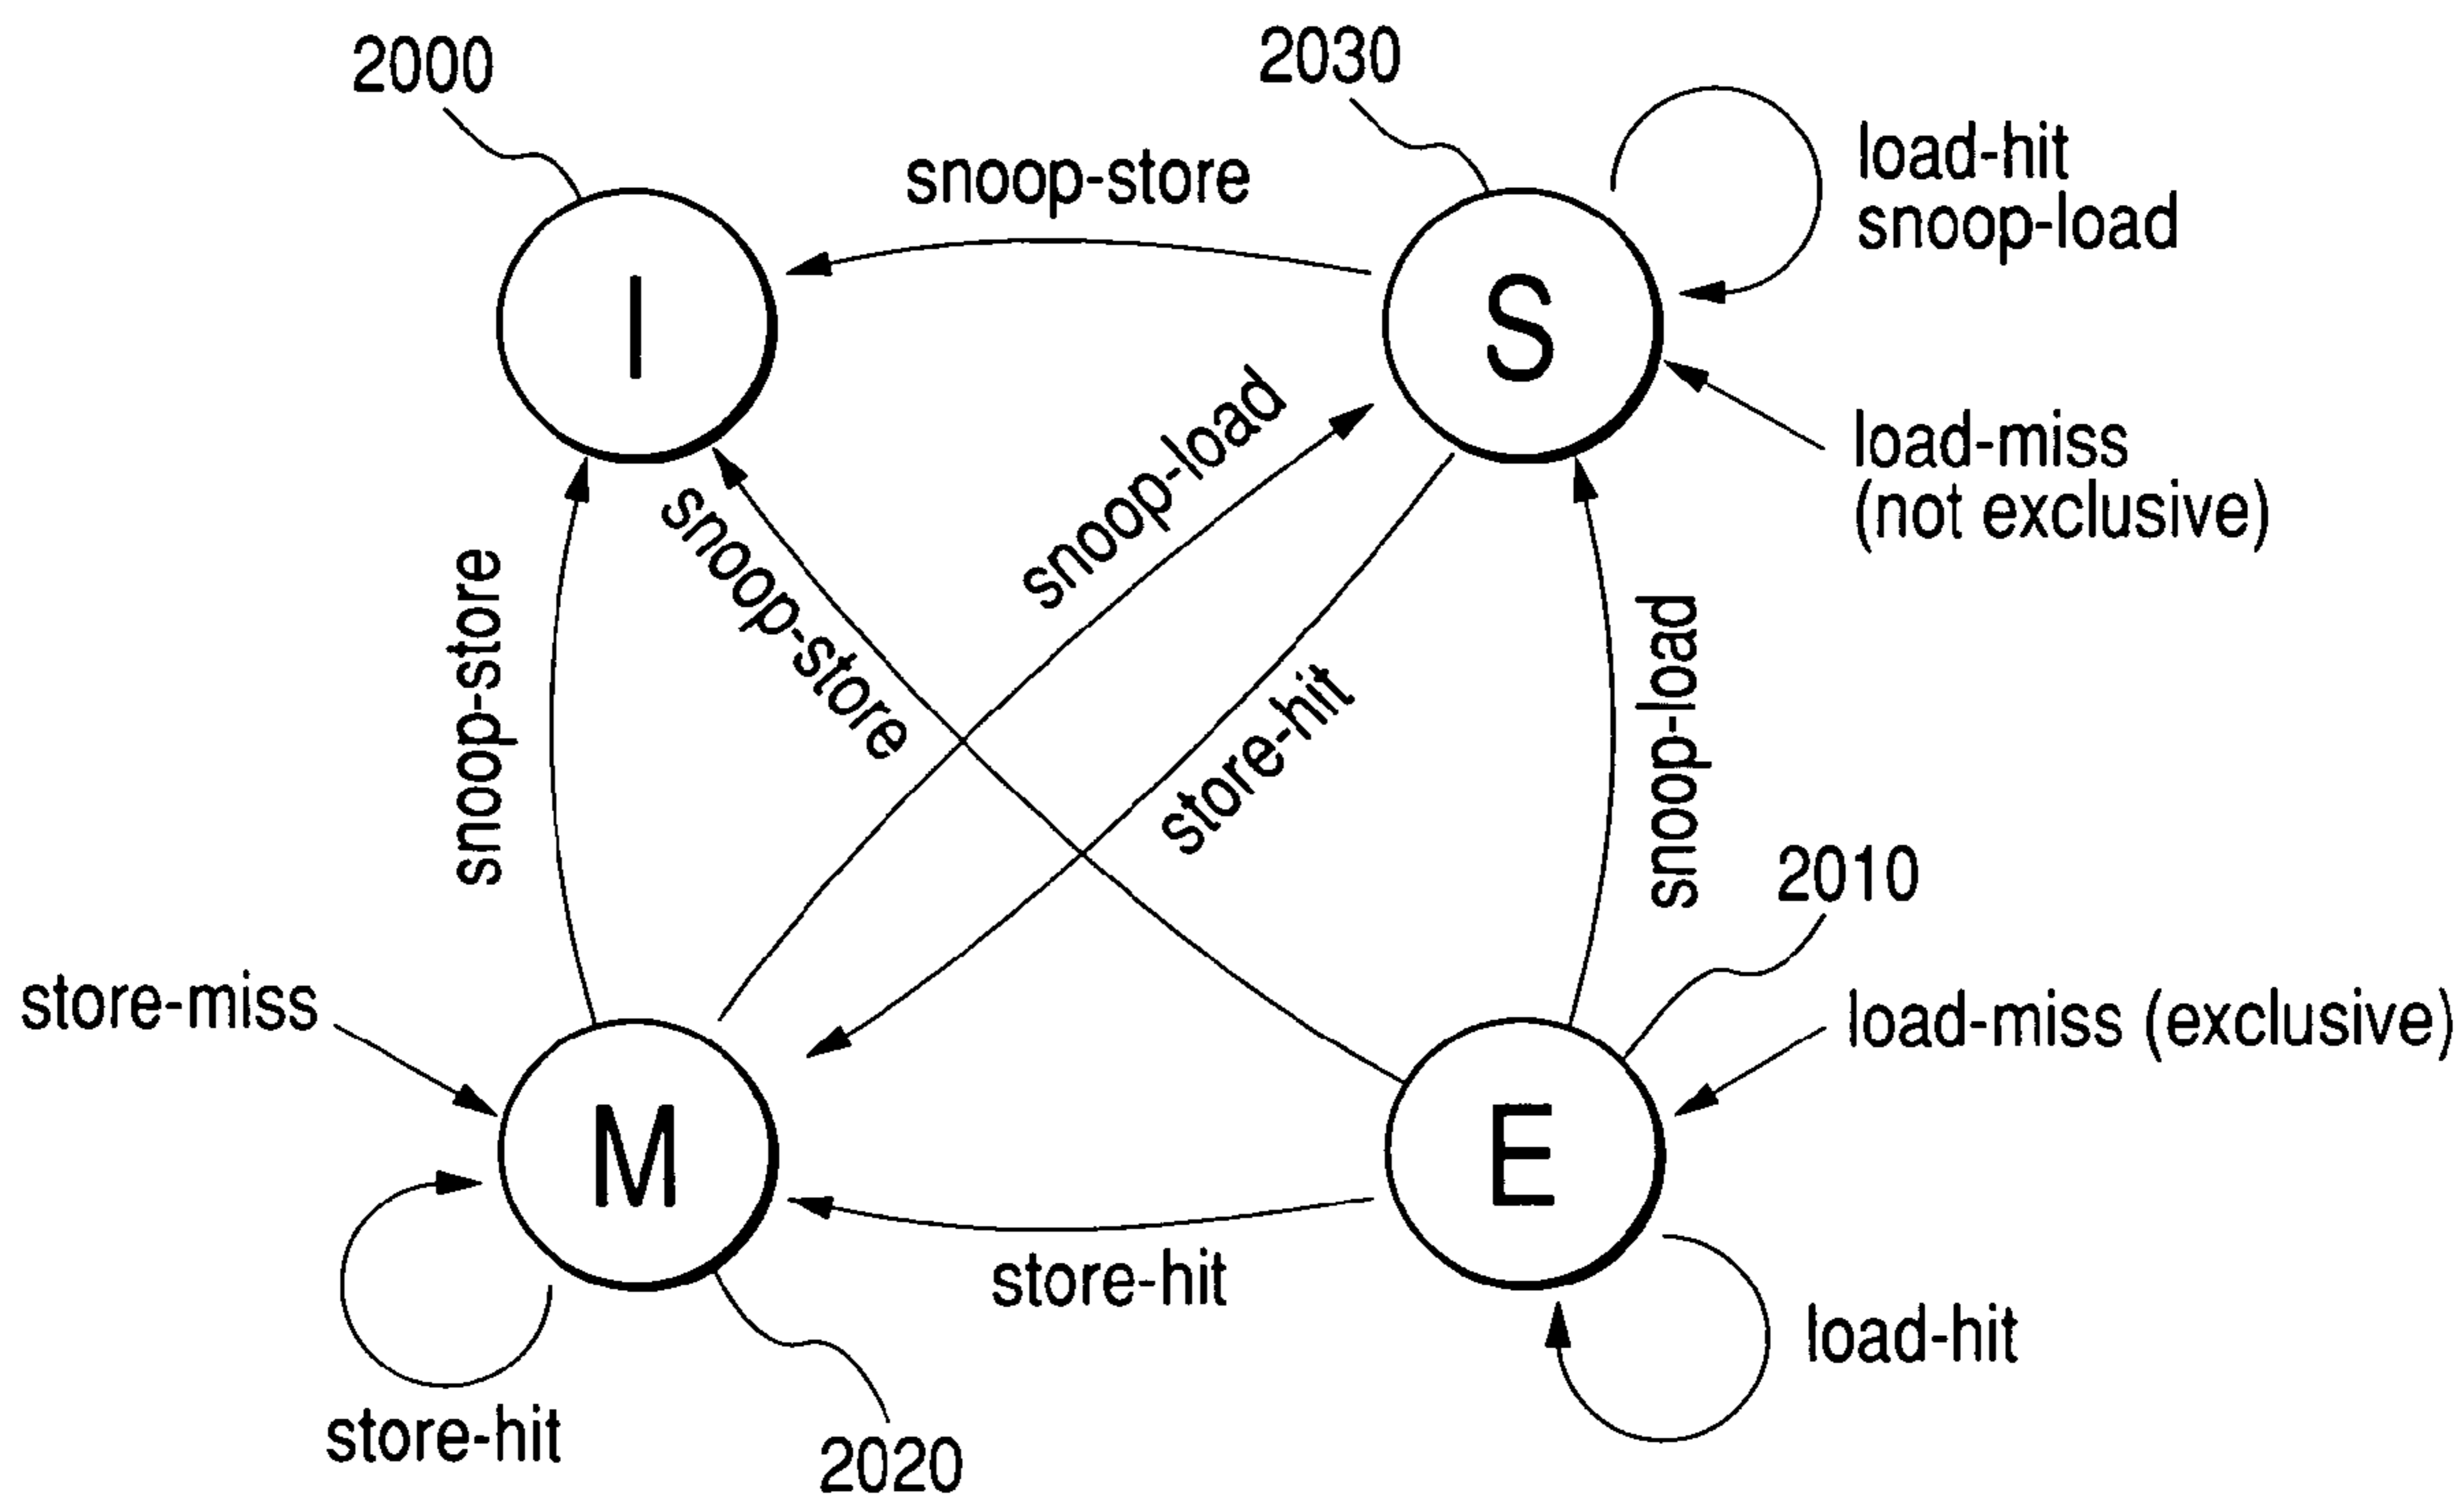 2000
2030
snoop-store
load-hit
snoop-load
I
S
load-miss
(not exclusive)
snoop-store
snoop-load
snoop-store
store-hit
snoop-load
2010
store-miss
load-miss (exclusive)
M
E
store-hit
load-hit
store-hit
2020